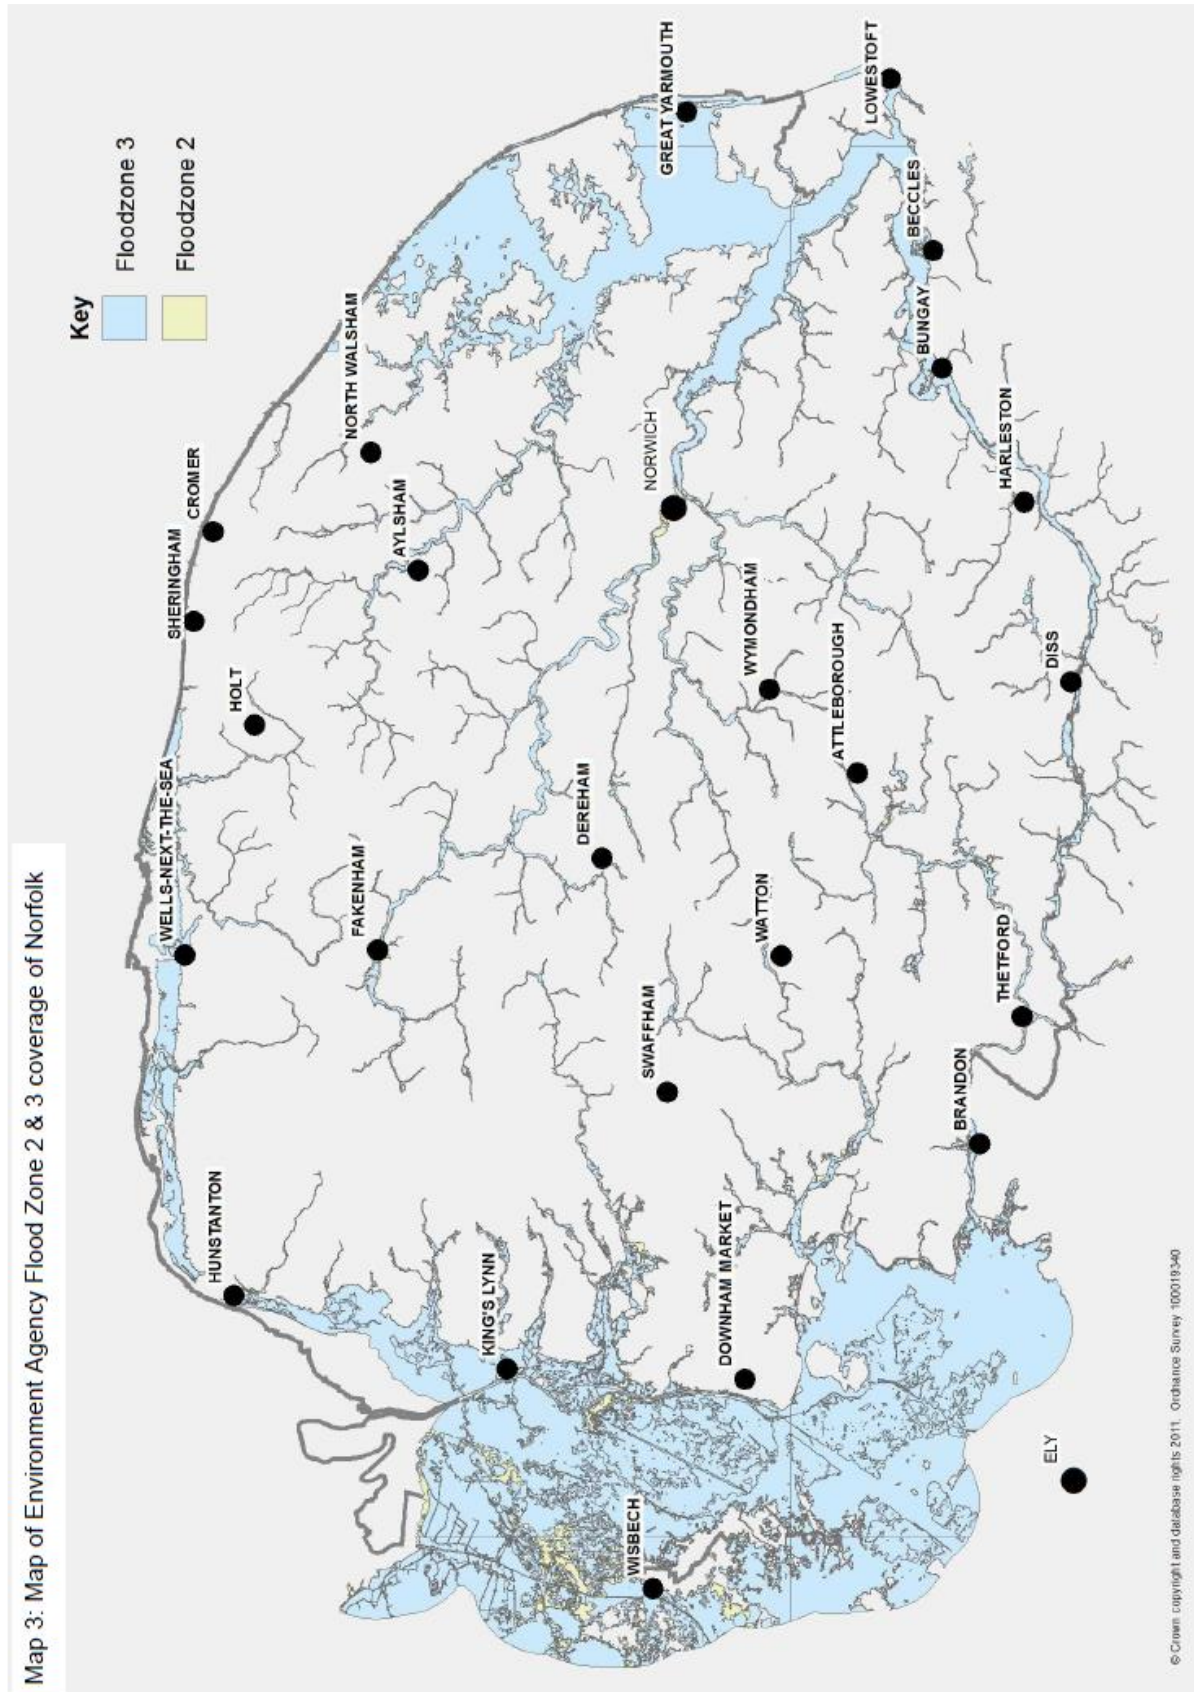 Map 3: Map of Environment Agency Flood Zone 2 & 3 coverage of Norfolk
Key
Floodzone 3
Floodzone 2
WELLS-NEXT-THE-SEA
SHERINGHAM
CROMER
HUNSTANTON
HOLT
NORTH WALSHAM
FAKENHAM
AYLSHAM
KING'S LYNN
DEREHAM
NORWICH
GREAT YARMOUTH
WISBECH
SWAFFHAM
DOWNHAM MARKET
WATTON
WYMONDHAM
ATTLEBOROUGH
LOWESTOFT
BECCLES
BUNGAY
BRANDON
THETFORD
HARLESTON
DISS
ELY
© Crown copyright and database rights 2011. Ordnance Survey 100019340